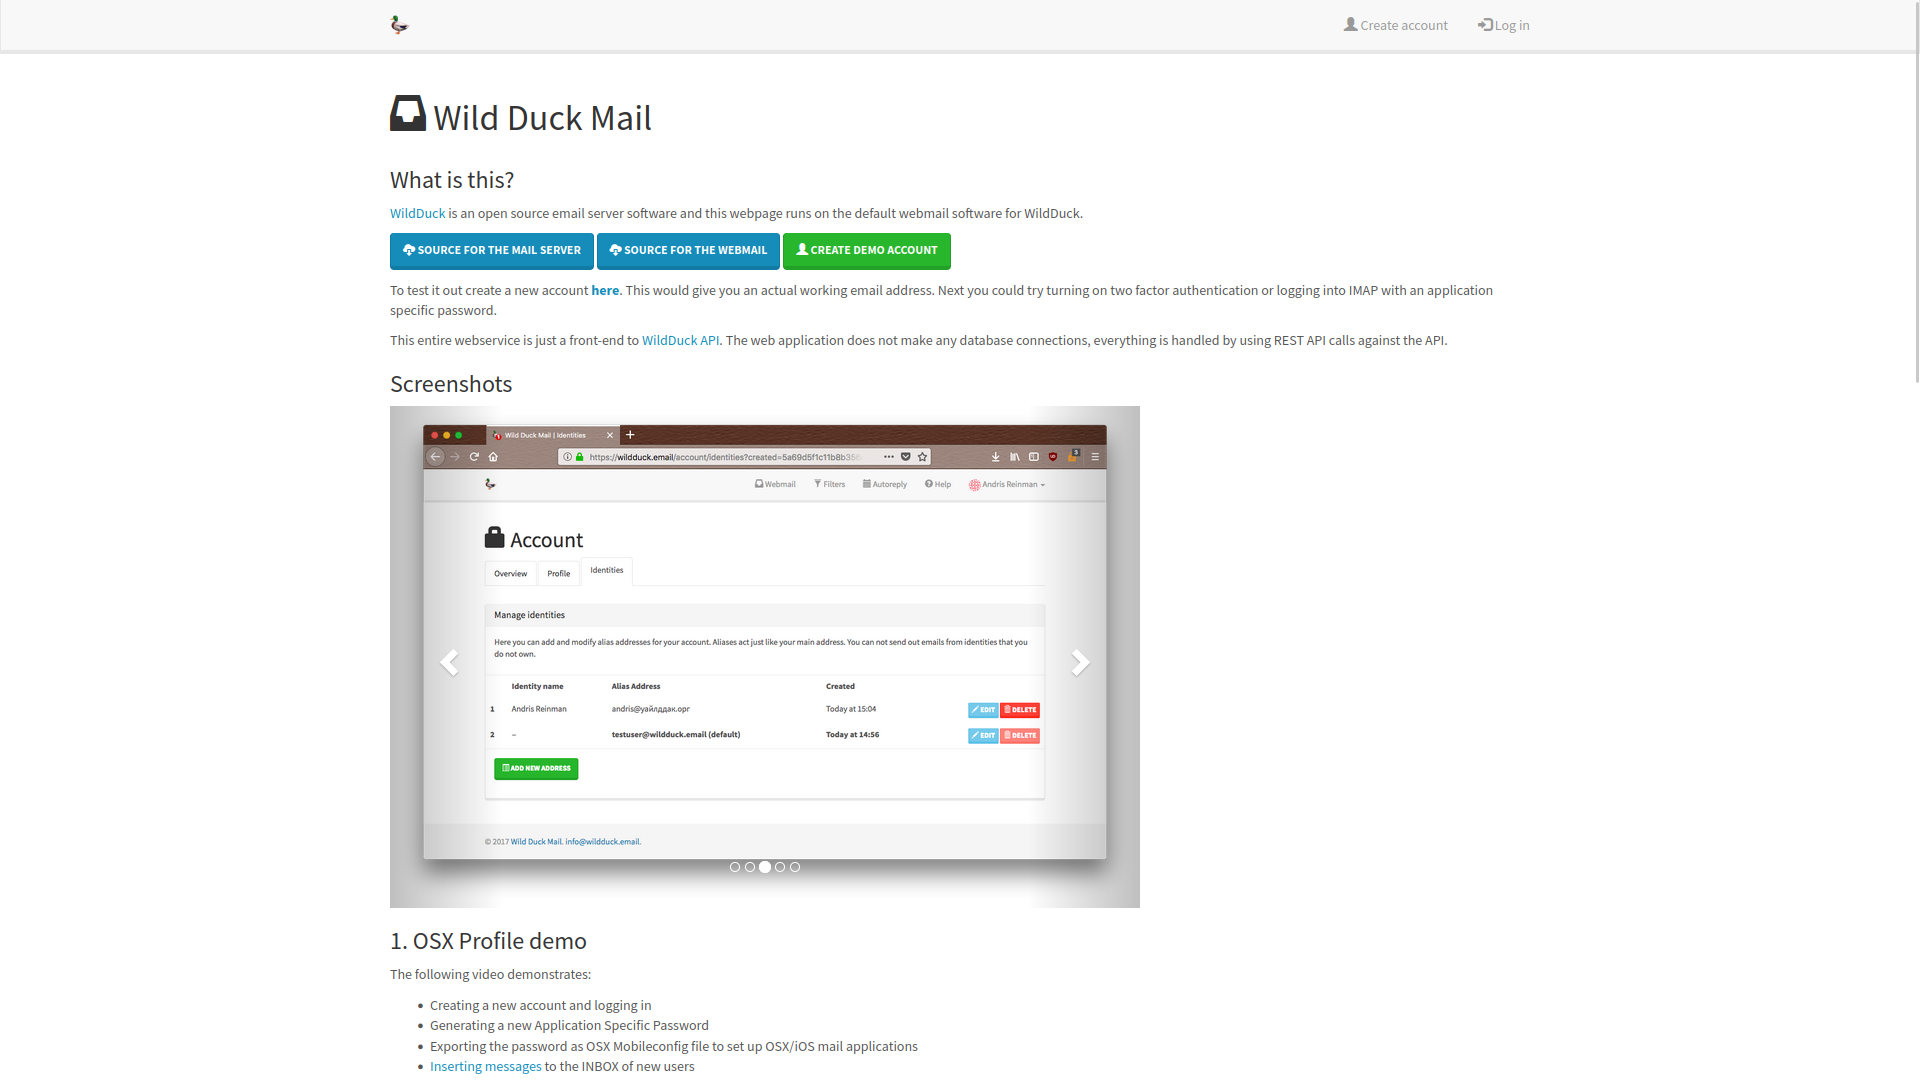 Create account Log in
Wild Duck Mail
What is this?
WildDuck is an open source email server software and this webpage runs on the default webmail software for WildDuck.
SOURCE FOR THE MAIL SERVER SOURCE FOR THE WEBMAIL CREATE DEMO ACCOUNT
To test it out create a new account here. This would give you an actual working email address. Next you could try turning on two factor authentication or logging into IMAP with an application
specific password.
This entire webservice is just a front-end to WildDuck API. The web application does not make any database connections, everything is handled by using REST API calls against the API.
Screenshots
Wild Duck Mail | Identities
https://wildduck.email/account/identities?created=5a69d5f1c11b8b35
3
Webmail Filters Autoreply Help Andris Reinman
Account
Overview Profile Identities
Manage identities
Here you can add and modify alias addresses for your account. Aliases act just like your main address. You can not send out emails from identities that you
do not own.
Identity name Alias Address Created
1 Andris Reinman andris@уайлддак.орг Today at 15:04 EDIT DELETE
2 – testuser@wildduck.email (default) Today at 14:56 EDIT DELETE
ADD NEW ADDRESS
© 2017 Wild Duck Mail. info@wildduck.email.
1. OSX Profile demo
The following video demonstrates:
• Creating a new account and logging in
• Generating a new Application Specific Password
• Exporting the password as OSX Mobileconfig file to set up OSX/iOS mail applications
• Inserting messages to the INBOX of new users